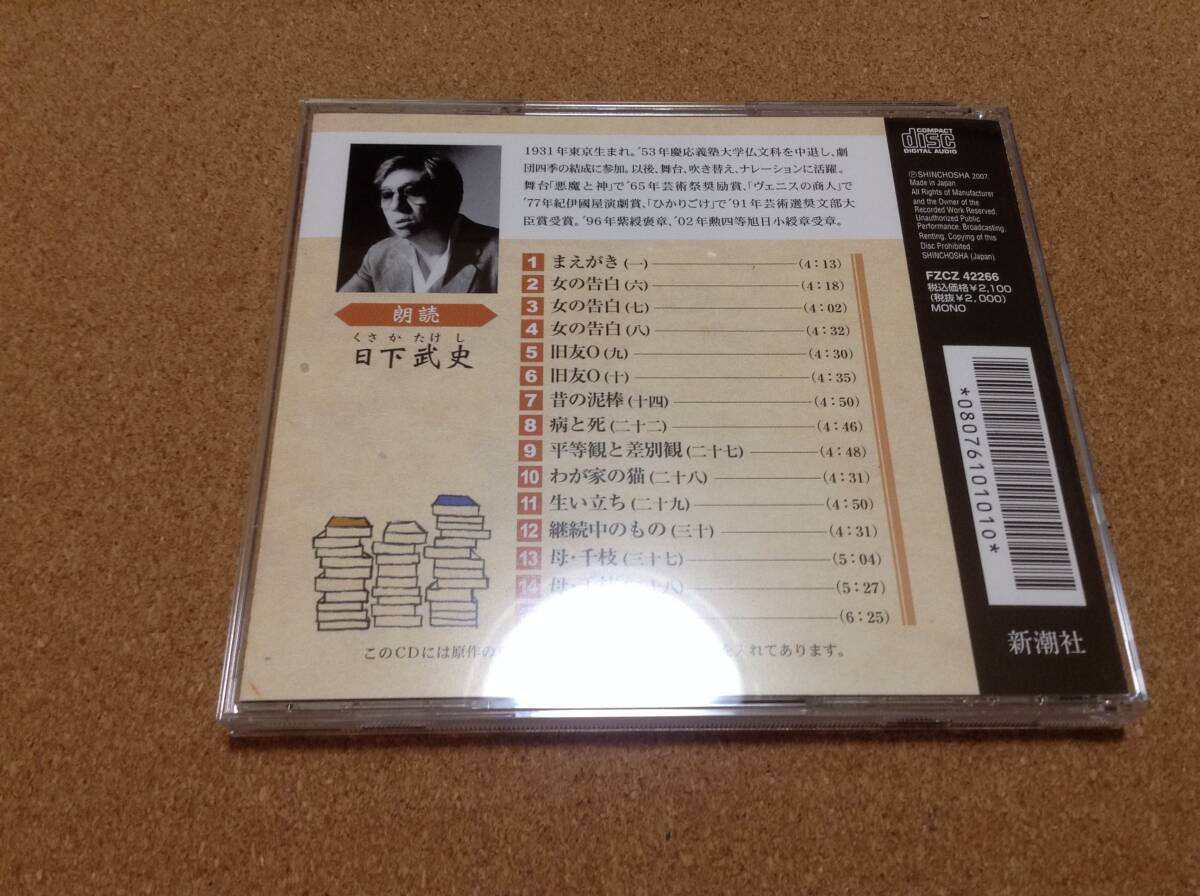 1931年東京生まれ。'53年慶応義塾大学仏文科を中退し、劇
団四季の結成に参加。以後、舞台、吹き替え、ナレーションに活躍。
舞台「悪魔と神」で'65年芸術祭奨励賞、「ヴェニスの商人」で
'77年紀伊國屋演劇賞、「ひかりごけ」で'91年芸術選奨文部大
臣賞受賞。'96年紫綬褒章、'02年勲四等旭日小綬章受章。
朗読
くさ か たけ し
日下武史
1 まえがき(一) (4:13)
2 女の告白(六) (4:18)
3 女の告白(七) (4:02)
4 女の告白(八) (4:32)
5 旧友O(九) (4:30)
6 旧友O(十) (4:35)
7 昔の泥棒(十四) (4:50)
8 病と死(二十二) (4:46)
9 平等観と差別観(二十七) (4:48)
10 わが家の猫(二十八) (4:31)
11 生い立ち(二十九) (4:50)
12 継続中のもの(三十) (4:31)
13 母・千枝(三十七) (5:04)
14 母・ 十八) (5:27)
(6:25)
このCDには原作の を入れてあります。
COMPACT
disc
DIGITAL AUDIO
Ⓟ SHINCHOSHA 2007.
Made in Japan
All Rights of Manufacturer
and the Owner of the
Recorded Work Reserved.
Unauthorized Public
Performance, Broadcasting,
Renting, Copying of this
Disc Prohibited.
SHINCHOSHA (Japan).
FZCZ 42266
税込価格¥2,100
(税抜¥2,000)
MONO
*08076101010*
新潮社